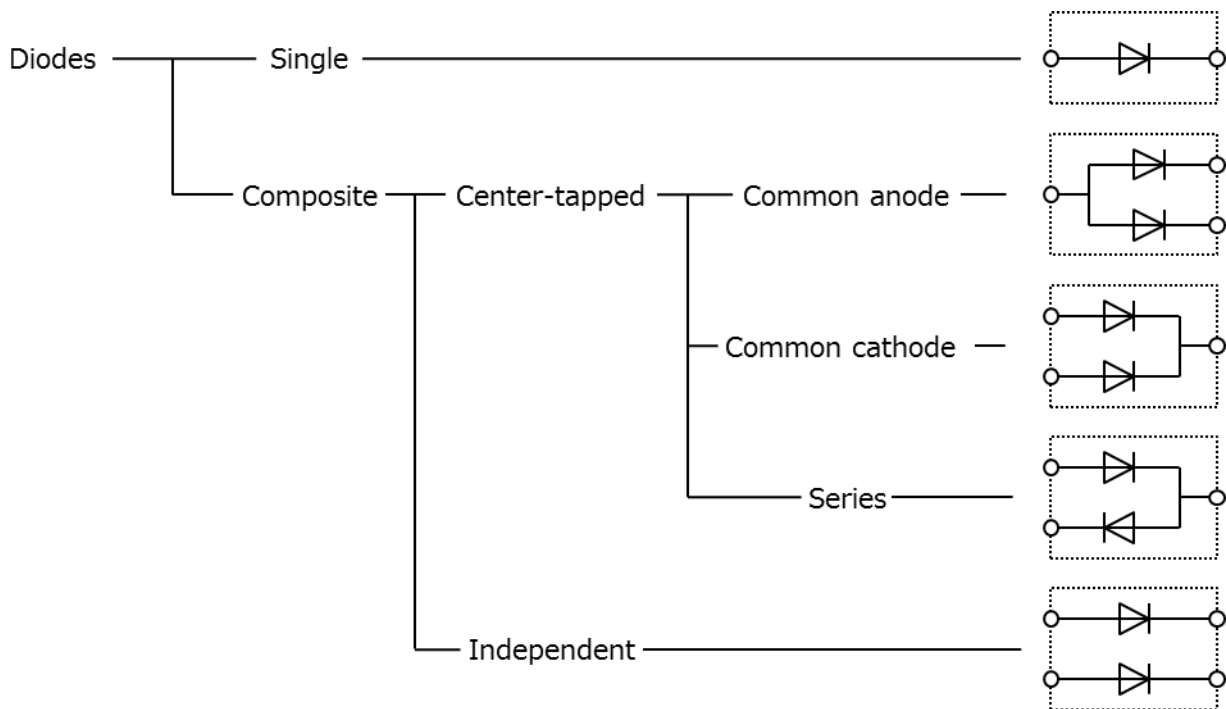 Diodes
Single
Composite
Center-tapped
Common anode
Common cathode
Series
Independent